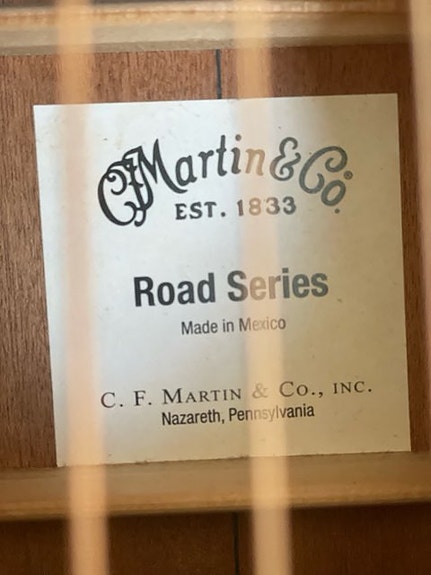 CFMartin & Co.
EST. 1833
Road Series
Made in Mexico
C. F. MARTIN & CO., INC.
Nazareth, Pennsylvania